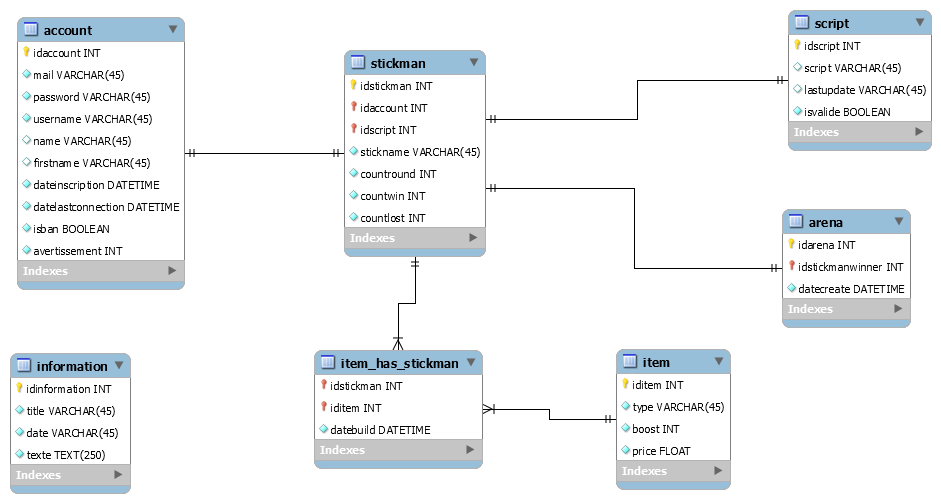 account
idaccount INT
mail VARCHAR(45)
password VARCHAR(45)
username VARCHAR(45)
name VARCHAR(45)
firstname VARCHAR(45)
dateinscription DATETIME
datelastconnection DATETIME
isban BOOLEAN
avertissement INT
Indexes
stickman
idstickman INT
idaccount INT
idscript INT
stickname VARCHAR(45)
countround INT
countwin INT
countlost INT
Indexes
script
idscript INT
script VARCHAR(45)
lastupdate VARCHAR(45)
isvalide BOOLEAN
Indexes
arena
idarena INT
idstickmanwinner INT
datecreate DATETIME
Indexes
information
idinformation INT
title VARCHAR(45)
date VARCHAR(45)
texte TEXT(250)
Indexes
item_has_stickman
idstickman INT
iditem INT
datebuild DATETIME
Indexes
item
iditem INT
type VARCHAR(45)
boost INT
price FLOAT
Indexes